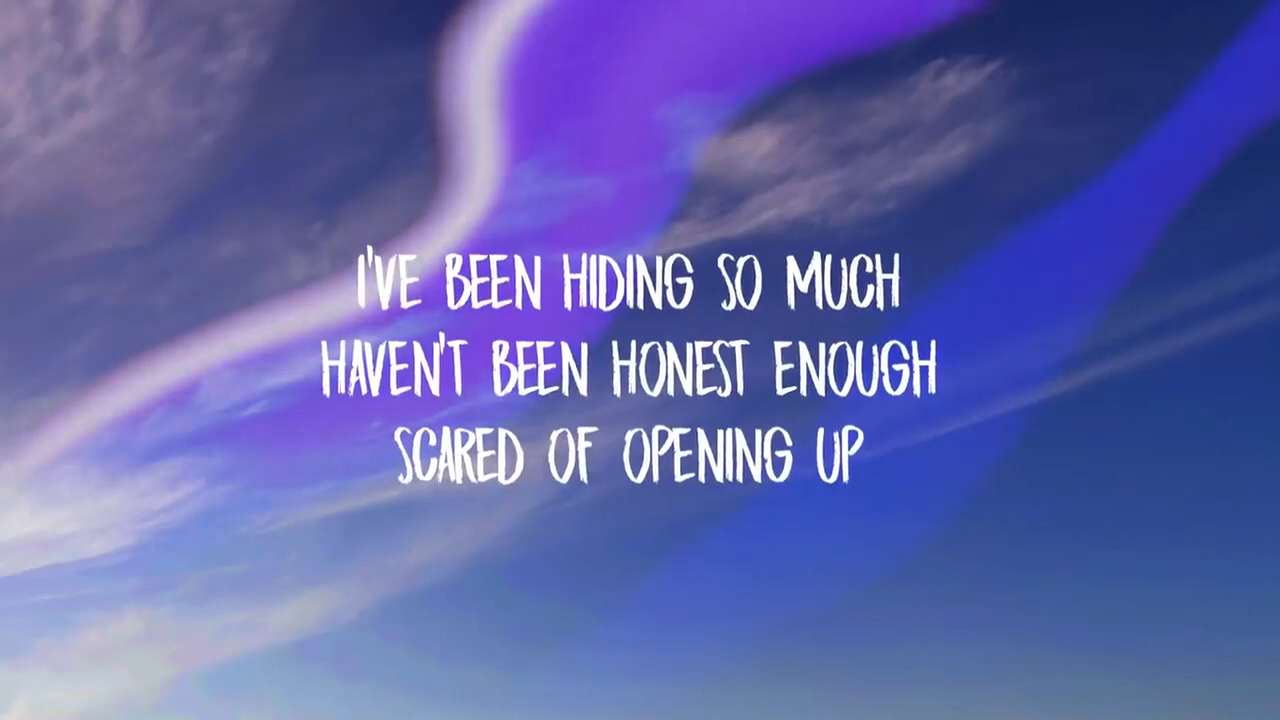 I'VE BEEN HIDING SO MUCH
HAVEN'T BEEN HONEST ENOUGH
SCARED OF OPENING UP